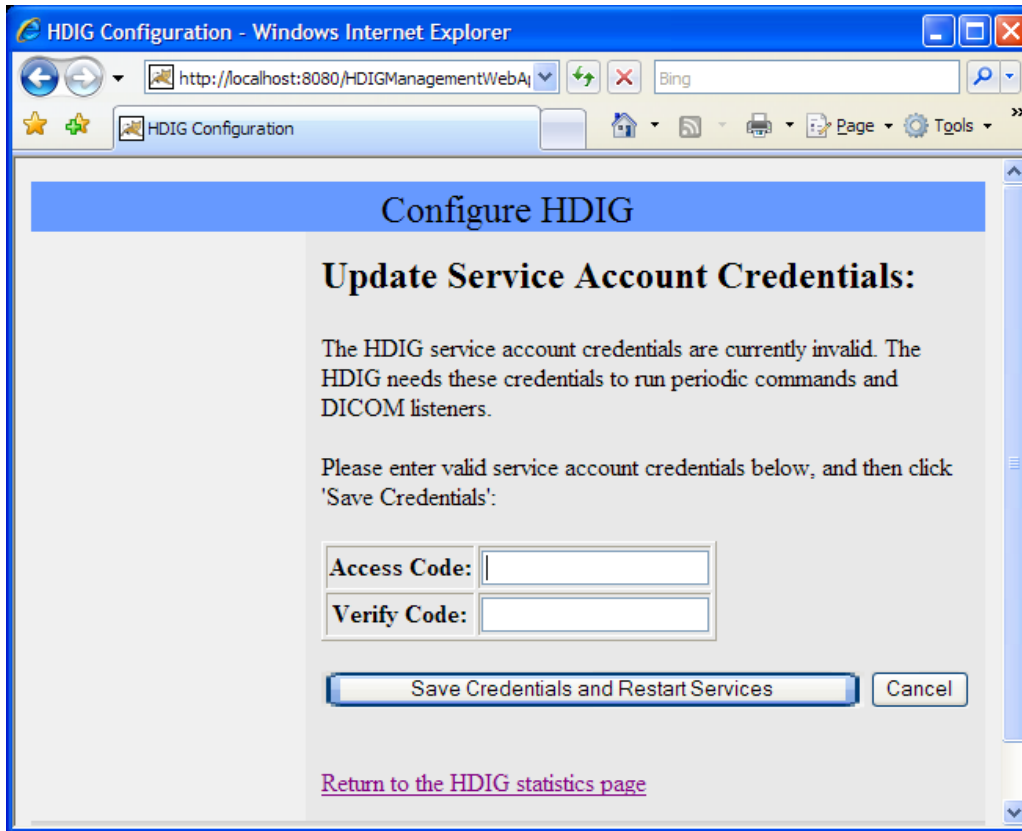 HDIG Configuration - Windows Internet Explorer
http://localhost:8080/HDIGManagementWebAp
Bing
HDIG Configuration
Page
Tools
»
Configure HDIG
Update Service Account Credentials:
The HDIG service account credentials are currently invalid. The
HDIG needs these credentials to run periodic commands and
DICOM listeners.
Please enter valid service account credentials below, and then click
'Save Credentials':
Access Code:
Verify Code:
Save Credentials and Restart Services
Cancel
Return to the HDIG statistics page